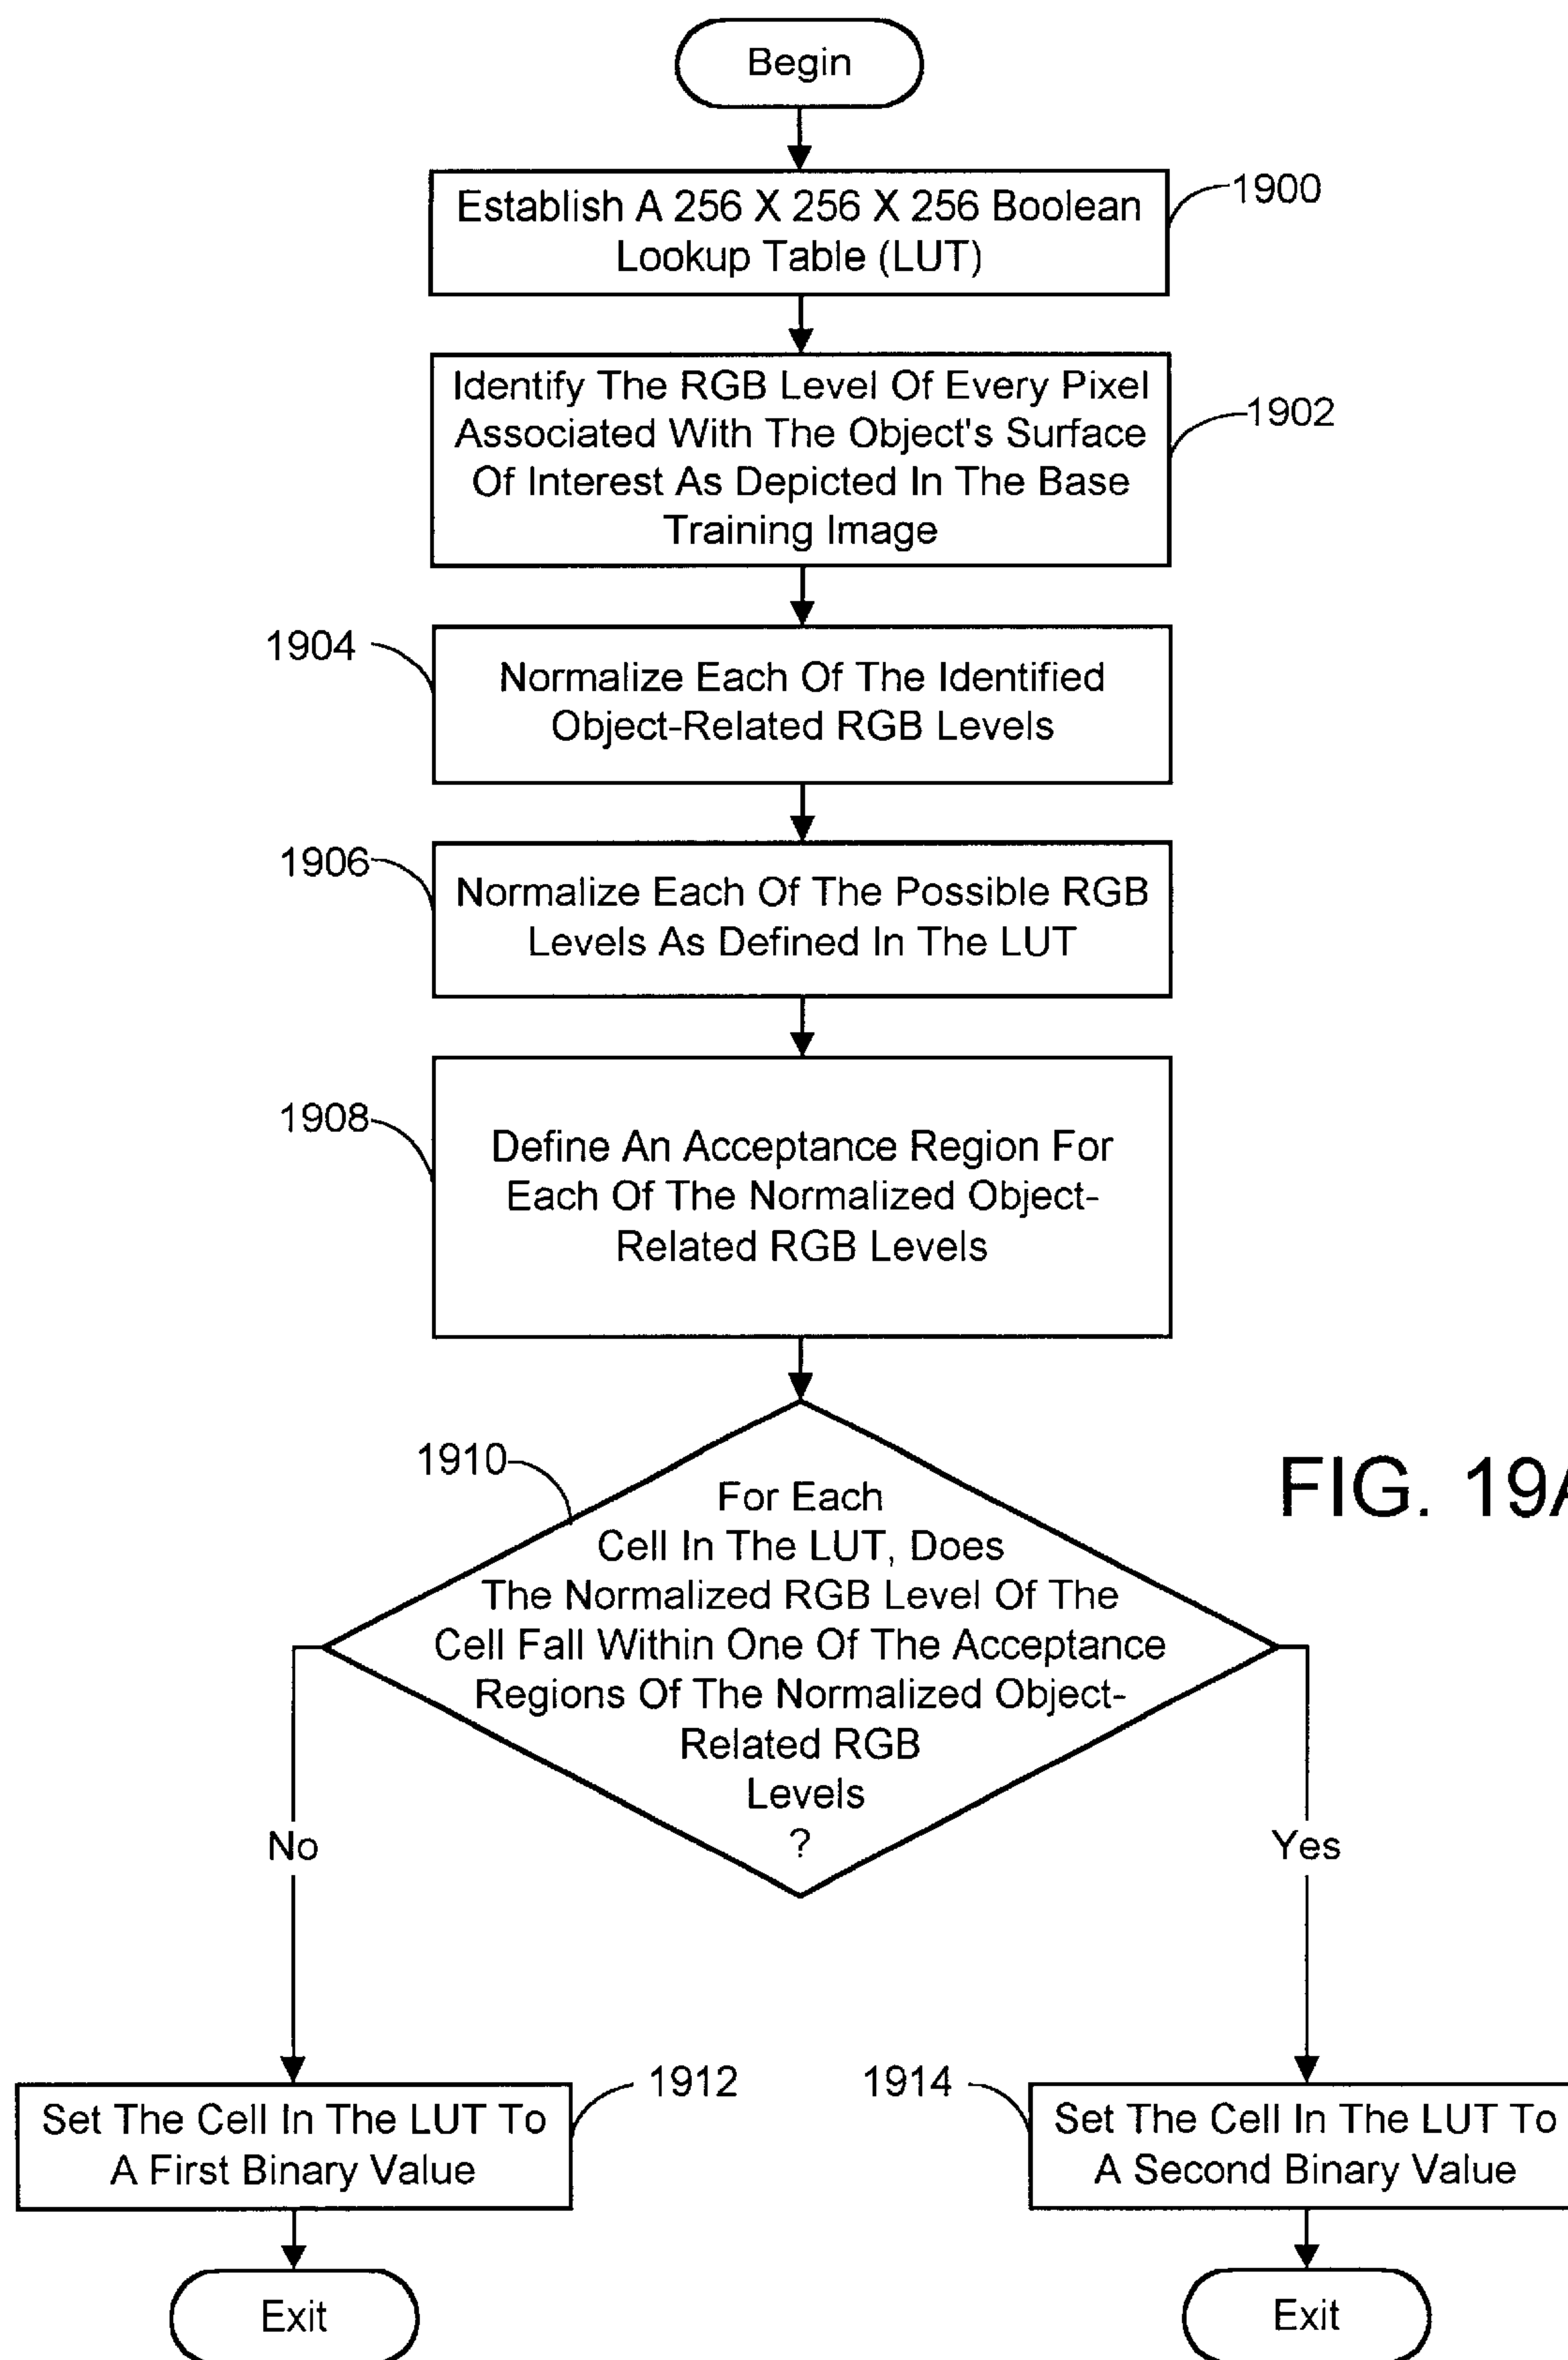 Begin
Establish A 256 X 256 X 256 Boolean
Lookup Table (LUT)
1900
Identify The RGB Level Of Every Pixel
Associated With The Object's Surface
Of Interest As Depicted In The Base
Training Image
1902
1904
Normalize Each Of The Identified
Object-Related RGB Levels
1906
Normalize Each Of The Possible RGB
Levels As Defined In The LUT
1908
Define An Acceptance Region For
Each Of The Normalized Object-
Related RGB Levels
1910
For Each
Cell In The LUT, Does
The Normalized RGB Level Of The
Cell Fall Within One Of The Acceptance
Regions Of The Normalized Object-
Related RGB
Levels
?
FIG. 19A
No
Yes
1912
Set The Cell In The LUT To
A First Binary Value
1914
Set The Cell In The LUT To
A Second Binary Value
Exit
Exit